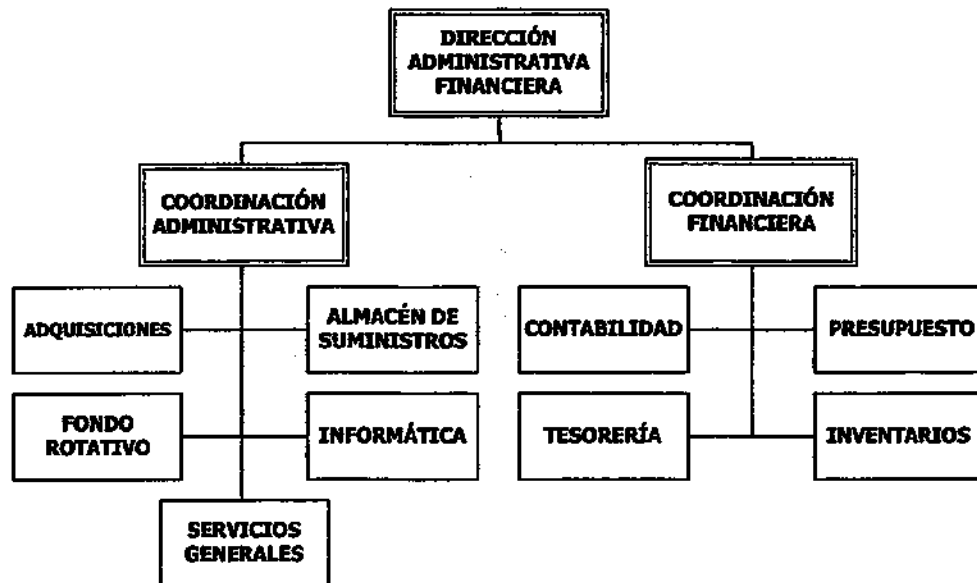 DIRECCIÓN
ADMINISTRATIVA
FINANCIERA
COORDINACIÓN
ADMINISTRATIVA
COORDINACIÓN
FINANCIERA
ADQUISICIONES
ALMACÉN DE
SUMINISTROS
CONTABILIDAD
PRESUPUESTO
FONDO
ROTATIVO
INFORMÁTICA
TESORERÍA
INVENTARIOS
SERVICIOS
GENERALES